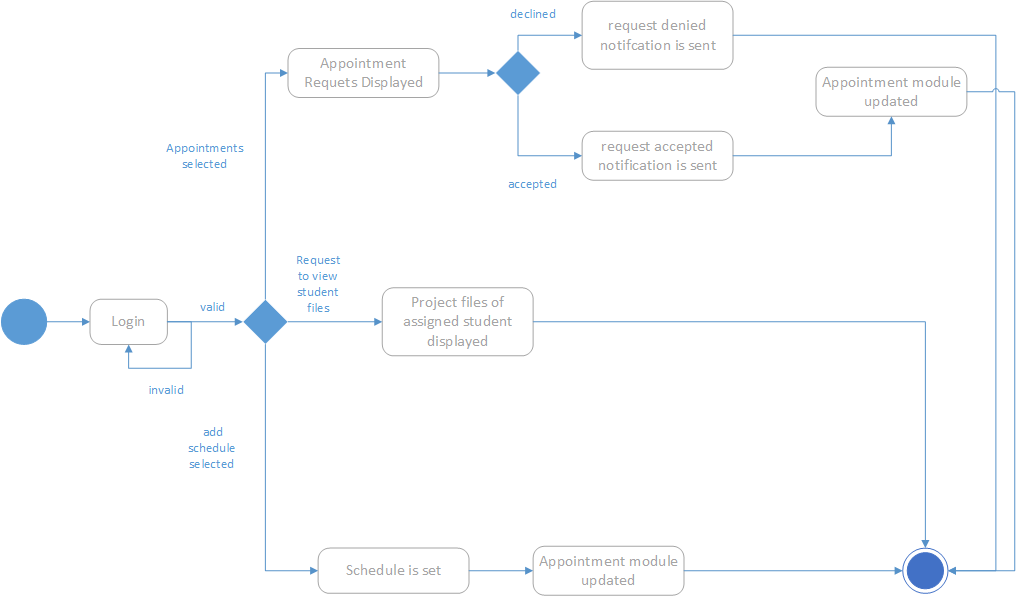 declined
request denied
notifcation is sent
Appointment
Requets Displayed
Appointment module
updated
request accepted
notification is sent
Appointments
selected
accepted
Request
to view
student
files
valid
Login
Project files of
assigned student
displayed
invalid
add
schedule
selected
Schedule is set
Appointment module
updated